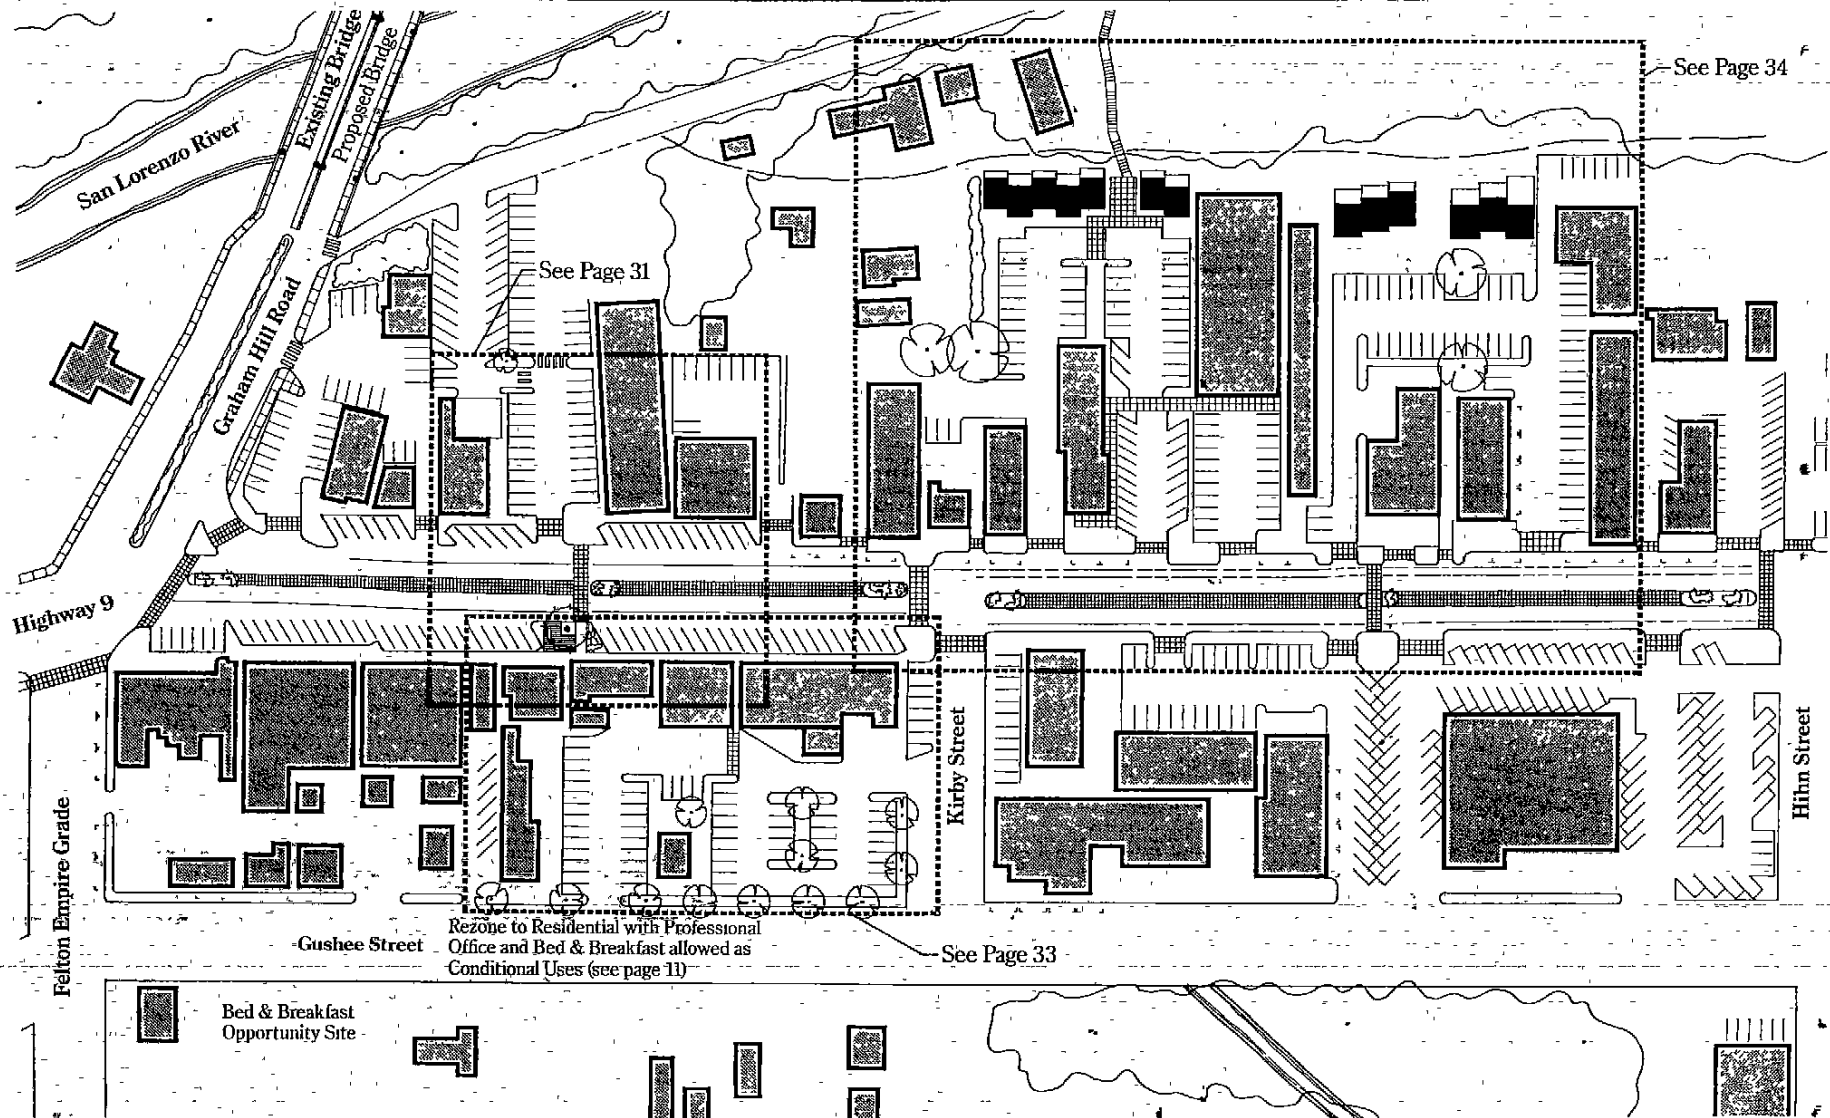 Existing Bridge
Proposed Bridge
San Lorenzo River
See Page 34
See Page 31
Graham Hill Road
Highway 9
Kirby Street
Hihn Street
Felton Empire Grade
Gushee Street
Rezone to Residential with Professional
Office and Bed & Breakfast allowed as
Conditional Uses (see page 11)
See Page 33
Bed & Breakfast
Opportunity Site